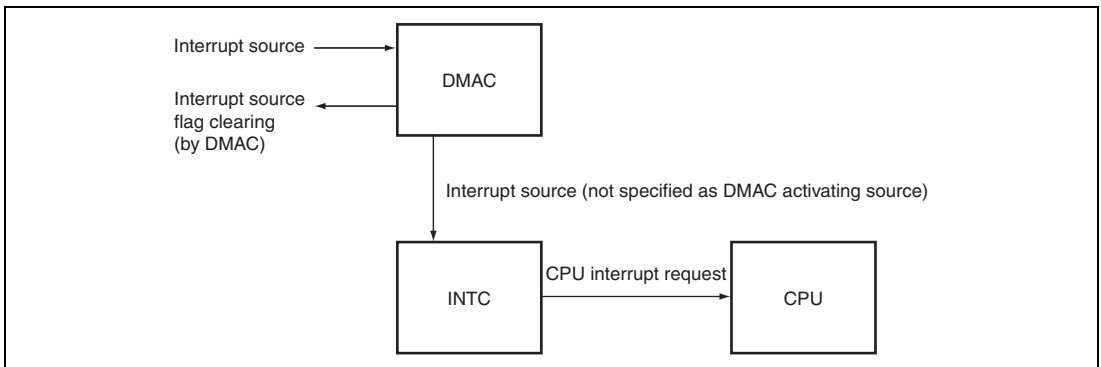 Interrupt source
DMAC
Interrupt source
flag clearing
(by DMAC)
Interrupt source (not specified as DMAC activating source)
CPU interrupt request
INTC
CPU